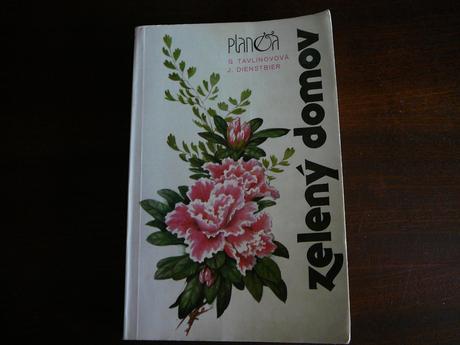 Planta
G TAVLINOVOVÁ
J. DIENSTBIER
zelený domov